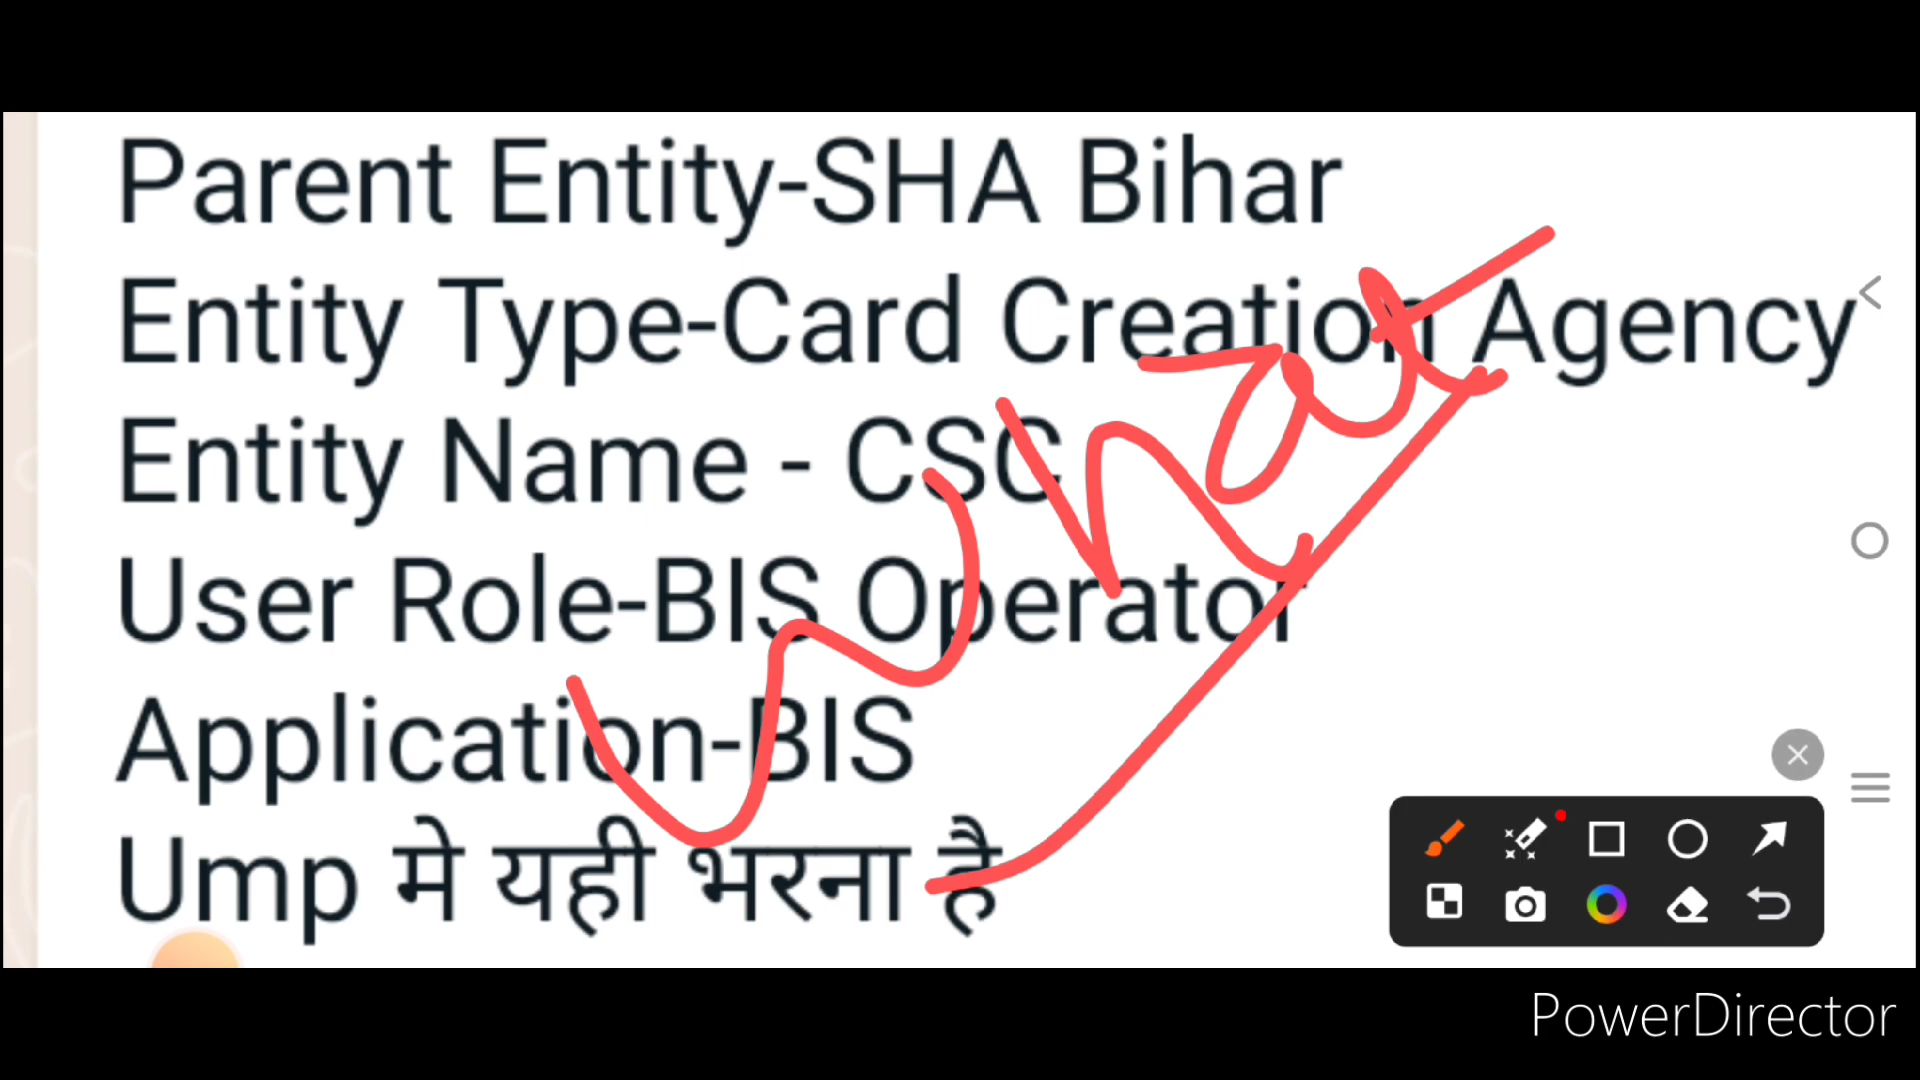 Parent Entity-SHA Bihar
Entity Type-Card Creation Agency
Entity Name - CSC
User Role-BIS Operator
Application-BIS
Ump मे यही भरना है
What
PowerDirector